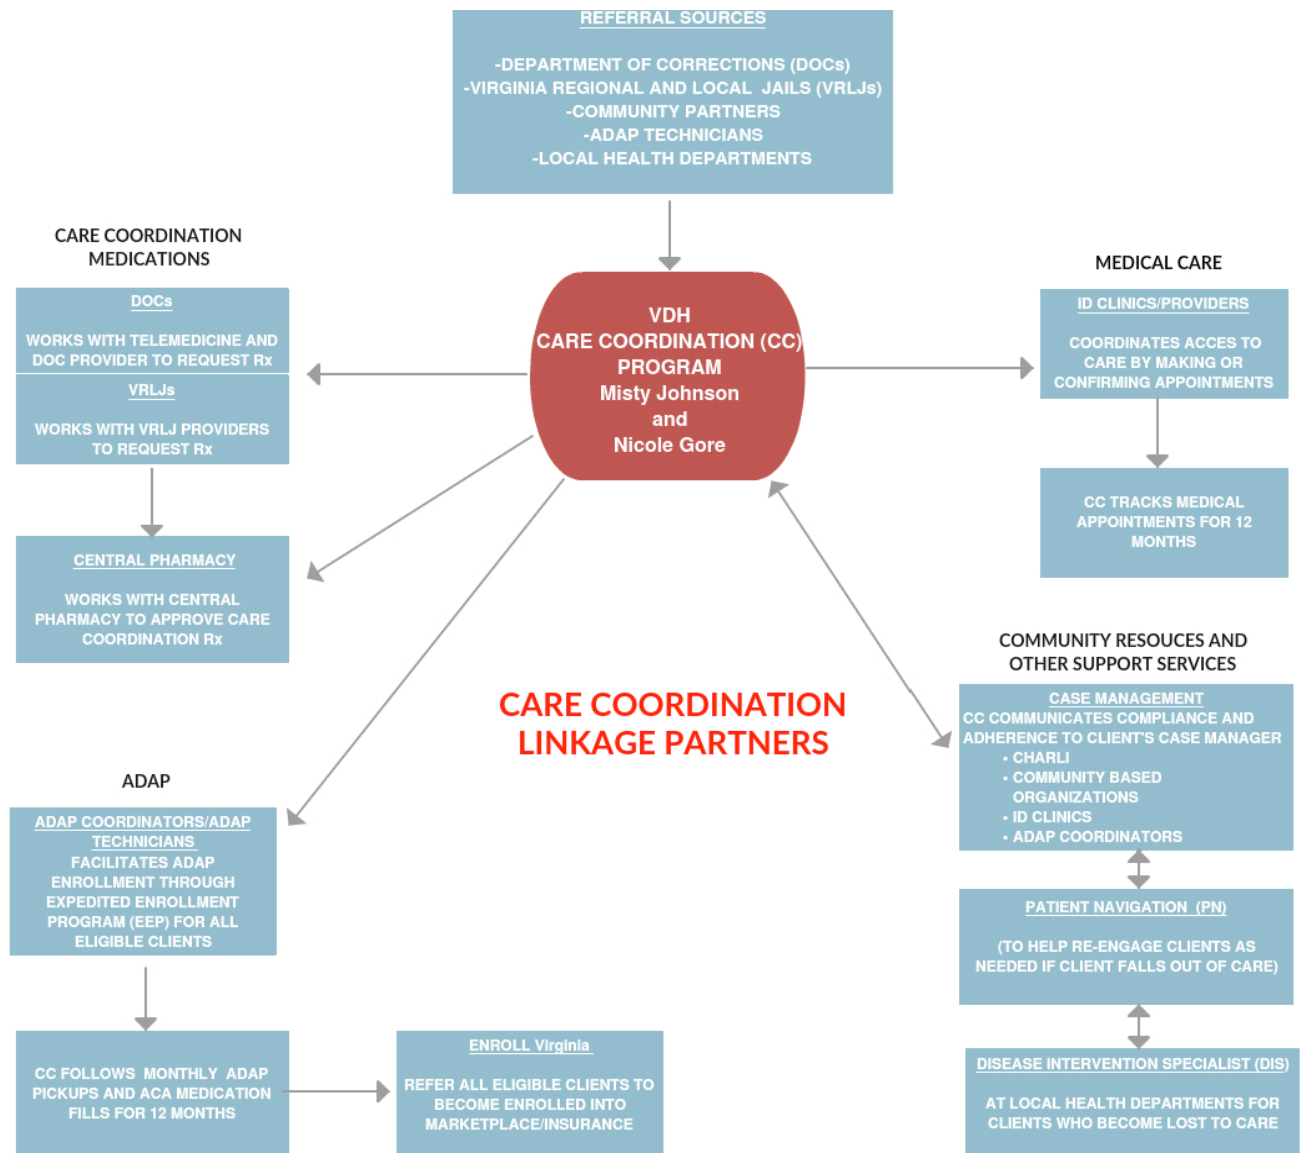 REFERRAL SOURCES
-DEPARTMENT OF CORRECTIONS (DOCs)
-VIRGINIA REGIONAL AND LOCAL JAILS (VRLJs)
-COMMUNITY PARTNERS
-ADAP TECHNICIANS
-LOCAL HEALTH DEPARTMENTS
CARE COORDINATION
MEDICATIONS
DOCs
WORKS WITH TELEMEDICINE AND
DOC PROVIDER TO REQUEST Rx
VRLJs
WORKS WITH VRLJ PROVIDERS
TO REQUEST Rx
CENTRAL PHARMACY
WORKS WITH CENTRAL
PHARMACY TO APPROVE CARE
COORDINATION Rx
VDH
CARE COORDINATION (CC)
PROGRAM
Misty Johnson
and
Nicole Gore
MEDICAL CARE
ID CLINICS/PROVIDERS
COORDINATES ACCES TO
CARE BY MAKING OR
CONFIRMING APPOINTMENTS
CC TRACKS MEDICAL
APPOINTMENTS FOR 12
MONTHS
CARE COORDINATION
LINKAGE PARTNERS
COMMUNITY RESOUCES AND
OTHER SUPPORT SERVICES
CASE MANAGEMENT
CC COMMUNICATES COMPLIANCE AND
ADHERENCE TO CLIENT'S CASE MANAGER
• CHARLI
• COMMUNITY BASED
ORGANIZATIONS
• ID CLINICS
• ADAP COORDINATORS
PATIENT NAVIGATION (PN)
(TO HELP RE-ENGAGE CLIENTS AS
NEEDED IF CLIENT FALLS OUT OF CARE)
DISEASE INTERVENTION SPECIALIST (DIS)
AT LOCAL HEALTH DEPARTMENTS FOR
CLIENTS WHO BECOME LOST TO CARE
ADAP
ADAP COORDINATORS/ADAP
TECHNICIANS
FACILITATES ADAP
ENROLLMENT THROUGH
EXPEDITED ENROLLMENT
PROGRAM (EEP) FOR ALL
ELIGIBLE CLIENTS
CC FOLLOWS MONTHLY ADAP
PICKUPS AND ACA MEDICATION
FILLS FOR 12 MONTHS
ENROLL Virginia
REFER ALL ELIGIBLE CLIENTS TO
BECOME ENROLLED INTO
MARKETPLACE/INSURANCE